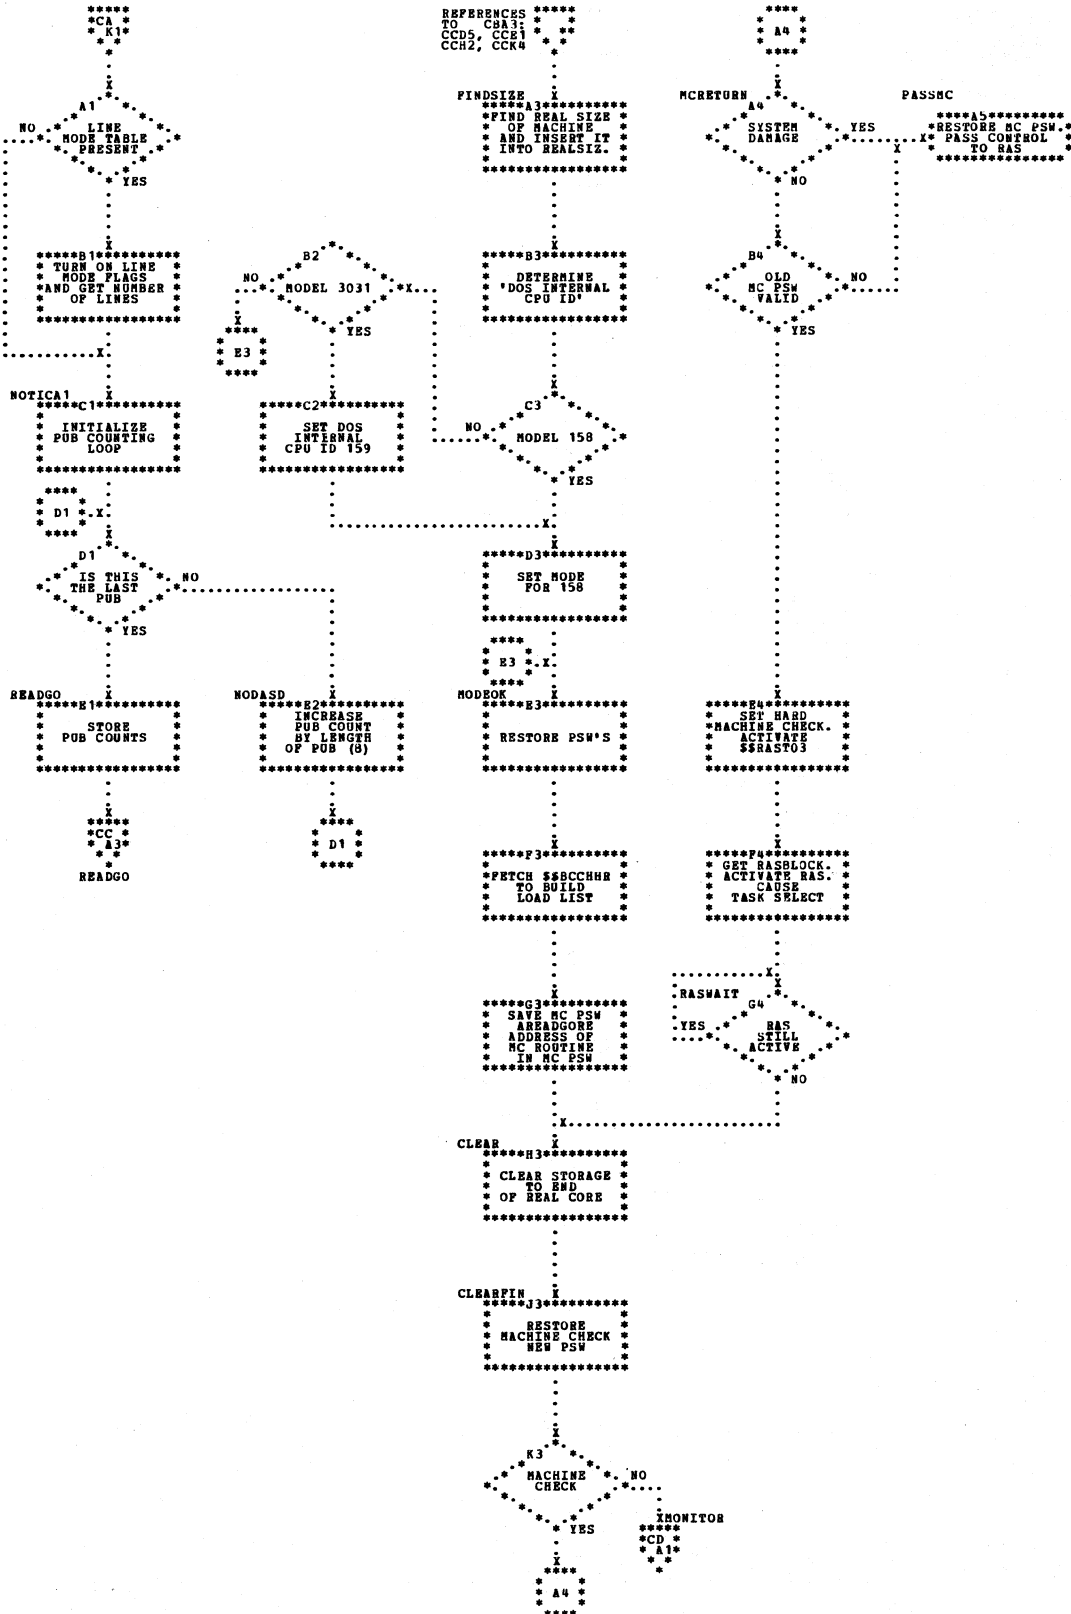 CA
K1
REFERENCES
TO CBA3:
CCD5, CCE1
CCH2, CCK4
A4
A1
LINE
MODE TABLE
PRESENT
NO
YES
FINDSIZE
A3
FIND REAL SIZE
OF MACHINE
AND INSERT IT
INTO REALSIZ.
MCRETURN
A4
SYSTEM
DAMAGE
YES
NO
PASSMC
A5
RESTORE MC PSW.
PASS CONTROL
TO RAS
B1
TURN ON LINE
MODE FLAGS
AND GET NUMBER
OF LINES
B2
NO
MODEL 3031
YES
E3
B3
DETERMINE
'DOS INTERNAL
CPU ID'
B4
OLD
MC PSW
VALID
NO
YES
NOTICA1
C1
INITIALIZE
PUB COUNTING
LOOP
C2
SET DOS
INTERNAL
CPU ID 159
C3
NO
MODEL 158
YES
D1
D1
IS THIS
THE LAST
PUB
NO
YES
D3
SET MODE
FOR 158
E3
READGO
E1
STORE
PUB COUNTS
NODASD
E2
INCREASE
PUB COUNT
BY LENGTH
OF PUB (8)
MODEOK
E3
RESTORE PSW'S
E4
SET HARD
MACHINE CHECK.
ACTIVATE
$$RAST03
CC
A3
READGO
D1
F3
FETCH $$BCCHHR
TO BUILD
LOAD LIST
F4
GET RASBLOCK.
ACTIVATE RAS.
CAUSE
TASK SELECT
G3
SAVE MC PSW
AREADGORE
ADDRESS OF
MC ROUTINE
IN MC PSW
RASWAIT
G4
YES
RAS
STILL
ACTIVE
NO
CLEAR
H3
CLEAR STORAGE
TO END
OF REAL CORE
CLEARFIN
J3
RESTORE
MACHINE CHECK
NEW PSW
K3
MACHINE
CHECK
NO
YES
MONITOR
CD
A1
A4